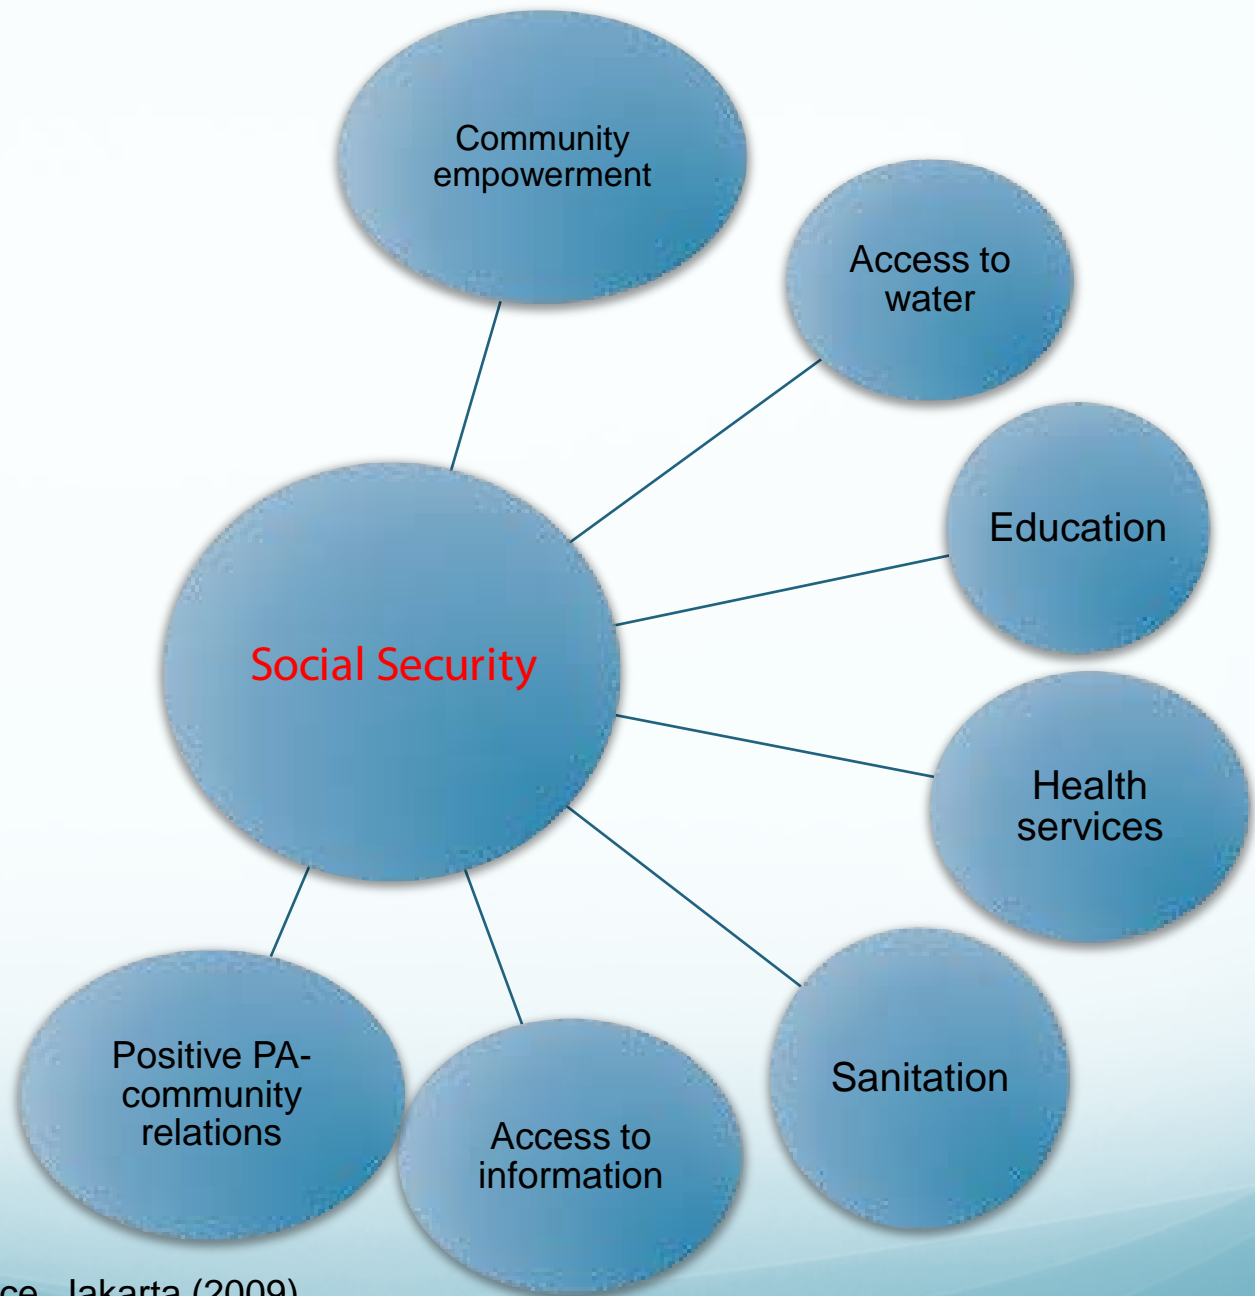 Community
empowerment
Access to
water
Education
Social Security
Health
services
Sanitation
Positive PA-
community
relations
Access to
information
Jakarta (2009)